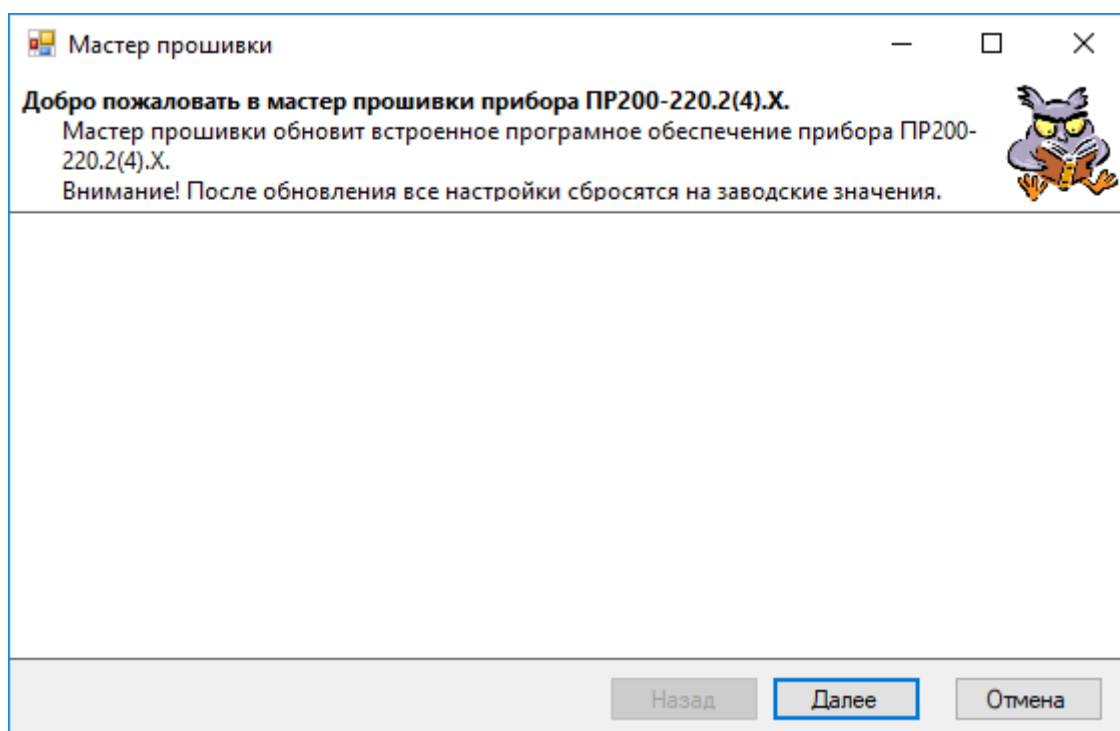 Мастер прошивки
Добро пожаловать в мастер прошивки прибора ПР200-220.2(4).X.
Мастер прошивки обновит встроенное програмное обеспечение прибора ПР200-
220.2(4).X.
Внимание! После обновления все настройки сбросятся на заводские значения.
Назад
Далее
Отмена